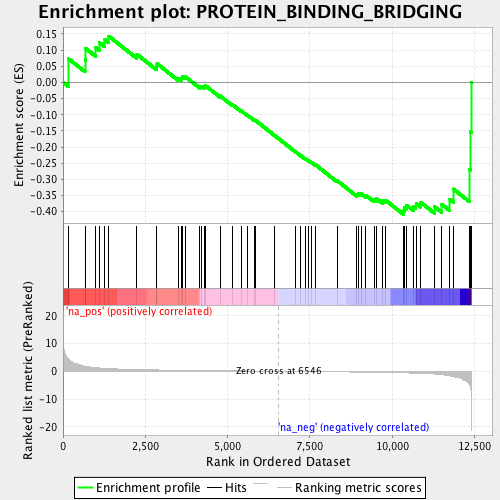 Enrichment plot: PROTEIN_BINDING_BRIDGING
Enrichment score (ES)
0.15
0.10
0.05
0.00
-0.05
-0.10
-0.15
-0.20
-0.25
-0.30
-0.35
-0.40
'na_pos' (positively correlated)
Ranked list metric (PreRanked)
20
10
0
-10
-20
Zero cross at 6546
'na_neg' (negatively correlated)
0
2,500
5,000
7,500
10,000
12,500
Rank in Ordered Dataset
Enrichment profile
Hits
Ranking metric scores